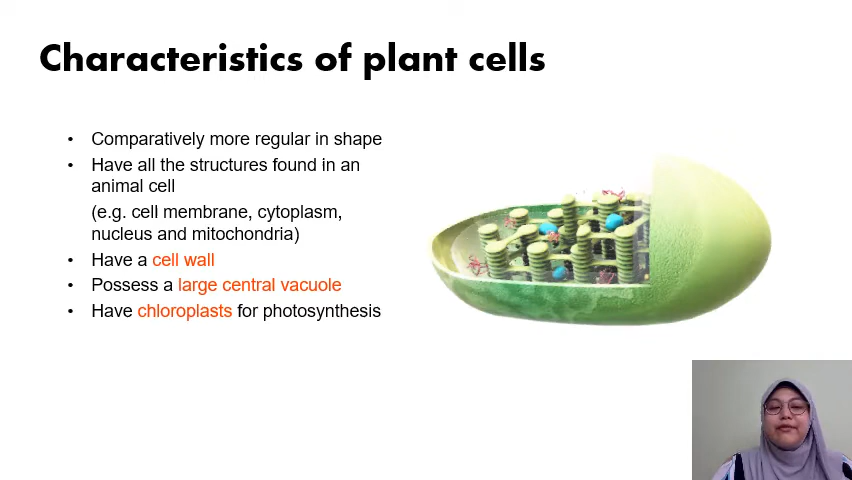 Characteristics of plant cells
• Comparatively more regular in shape
• Have all the structures found in an
animal cell
(e.g. cell membrane, cytoplasm,
nucleus and mitochondria)
• Have a cell wall
• Possess a large central vacuole
• Have chloroplasts for photosynthesis